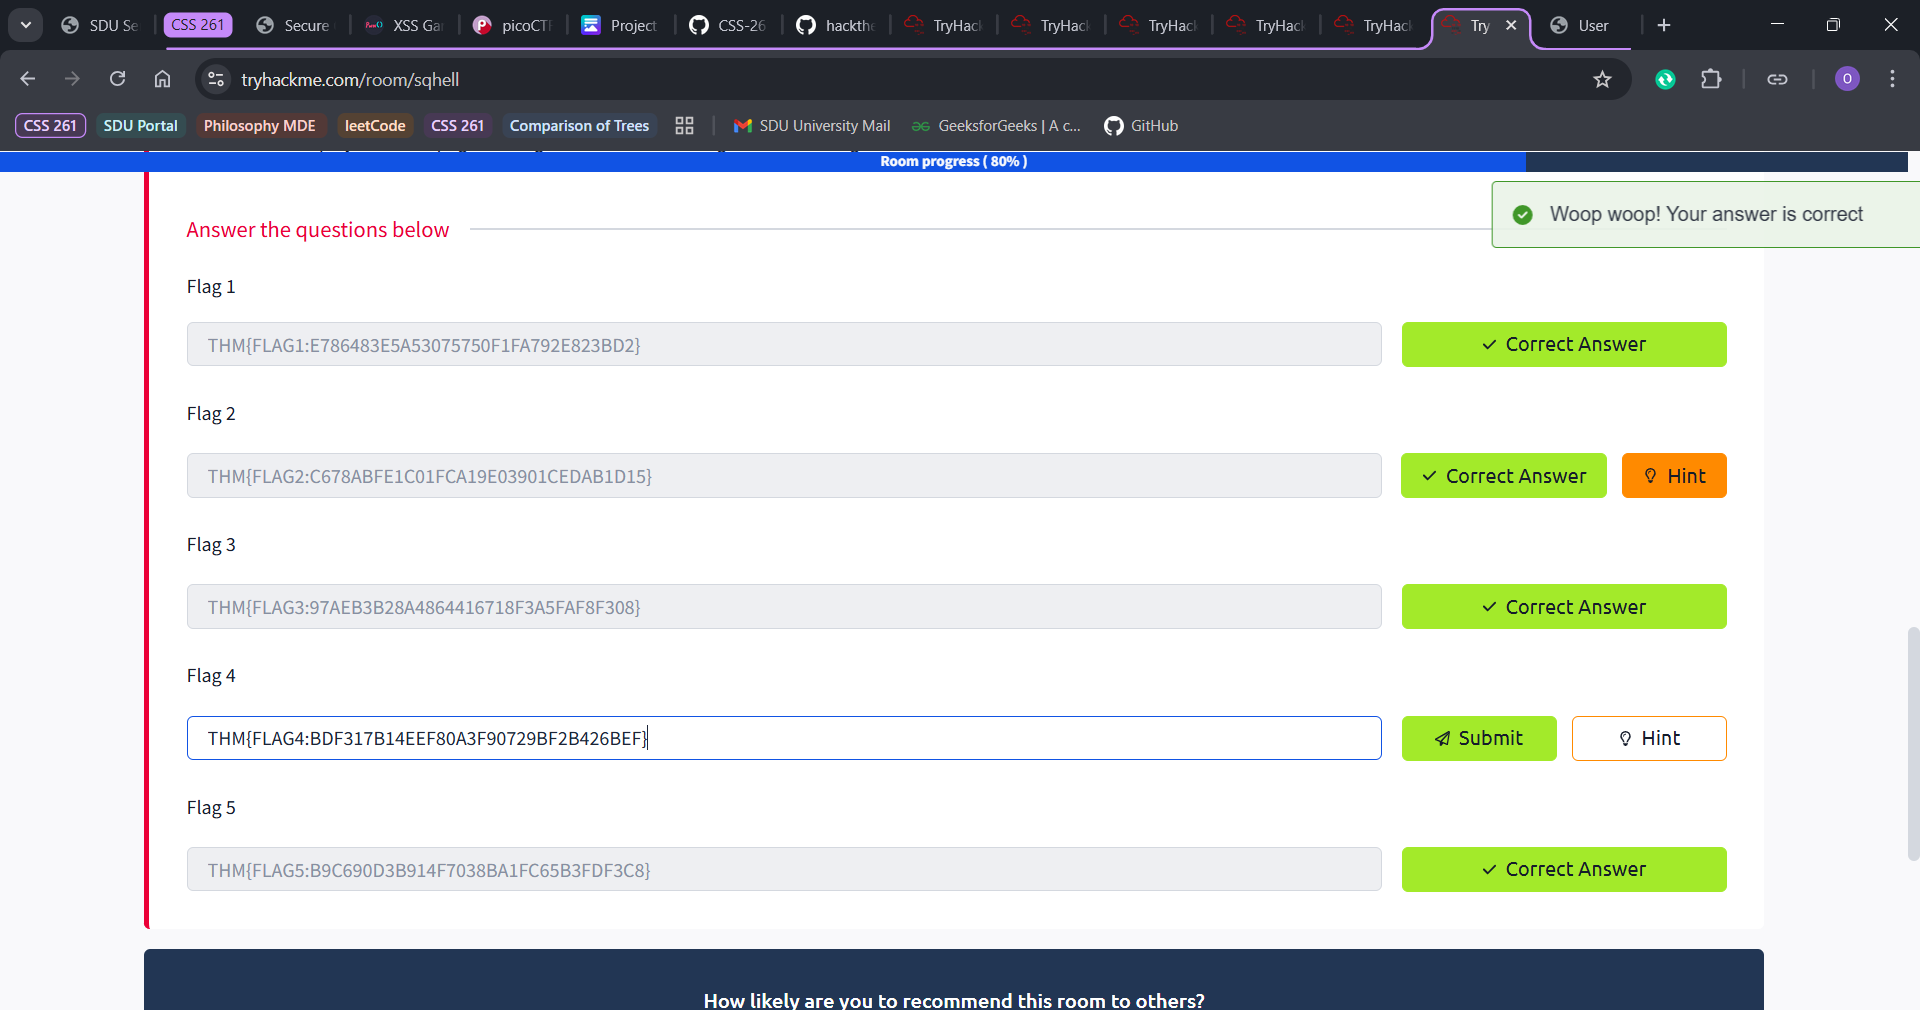 SDU Se
CSS 261
Secure
XSS Ga
picoCT
Project
CSS-26
hackthe
TryHack
TryHack
TryHack
TryHack
TryHack
Try
User
tryhackme.com/room/sqhell
O
CSS 261
SDU Portal
Philosophy MDE
leetCode
CSS 261
Comparison of Trees
SDU University Mail
GeeksforGeeks | A c...
GitHub
Room progress ( 80% )
Woop woop! Your answer is correct
Answer the questions below
Flag 1
THM{FLAG1:E786483E5A53075750F1FA792E823BD2}
Correct Answer
Flag 2
THM{FLAG2:C678ABFE1C01FCA19E03901CEDAB1D15}
Correct Answer
Hint
Flag 3
THM{FLAG3:97AEB3B28A4864416718F3A5FAF8F308}
Correct Answer
Flag 4
THM{FLAG4:BDF317B14EEF80A3F90729BF2B426BEF}
Submit
Hint
Flag 5
THM{FLAG5:B9C690D3B914F7038BA1FC65B3FDF3C8}
Correct Answer
How likely are you to recommend this room to others?